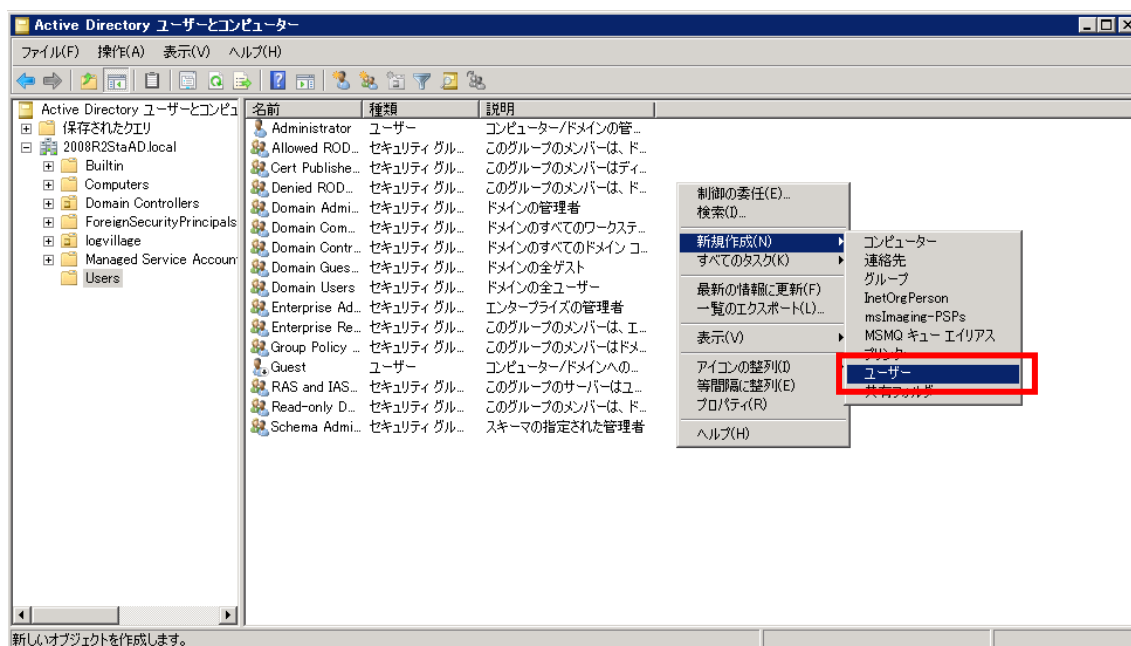 Active Directory ユーザーとコンピューター
ファイル(F) 操作(A) 表示(V) ヘルプ(H)
Active Directory ユーザーとコンピュ
保存されたクエリ
2008R2StaAD.local
Builtin
Computers
Domain Controllers
ForeignSecurityPrincipals
logvillage
Managed Service Accoun
Users
名前 種類 説明
Administrator ユーザー コンピューター/ドメインの管...
Allowed ROD... セキュリティ グル... このグループのメンバーは、ド...
Cert Publishe... セキュリティ グル... このグループのメンバーはディ...
Denied ROD... セキュリティ グル... このグループのメンバーは、ド...
Domain Admi... セキュリティ グル... ドメインの管理者
Domain Com... セキュリティ グル... ドメインのすべてのワークステ...
Domain Contr... セキュリティ グル... ドメインのすべてのドメイン コ...
Domain Gues... セキュリティ グル... ドメインの全ゲスト
Domain Users セキュリティ グル... ドメインの全ユーザー
Enterprise Ad... セキュリティ グル... エンタープライズの管理者
Enterprise Re... セキュリティ グル... このグループのメンバーは、エ...
Group Policy ... セキュリティ グル... このグループのメンバーはドメ...
Guest ユーザー コンピューター/ドメインへの...
RAS and IAS... セキュリティ グル... このグループのサーバーはユ...
Read-only D... セキュリティ グル... このグループのメンバーは、ド...
Schema Admi... セキュリティ グル... スキーマの指定された管理者
制御の委任(E)...
検索(I)...
新規作成(N)
すべてのタスク(K)
最新の情報に更新(F)
一覧のエクスポート(L)...
表示(V)
アイコンの整列(I)
等間隔に整列(E)
プロパティ(R)
ヘルプ(H)
コンピューター
連絡先
グループ
InetOrgPerson
msImaging-PSPs
MSMQ キュー エイリアス
プリンター
ユーザー
共有フォルダー
新しいオブジェクトを作成します。